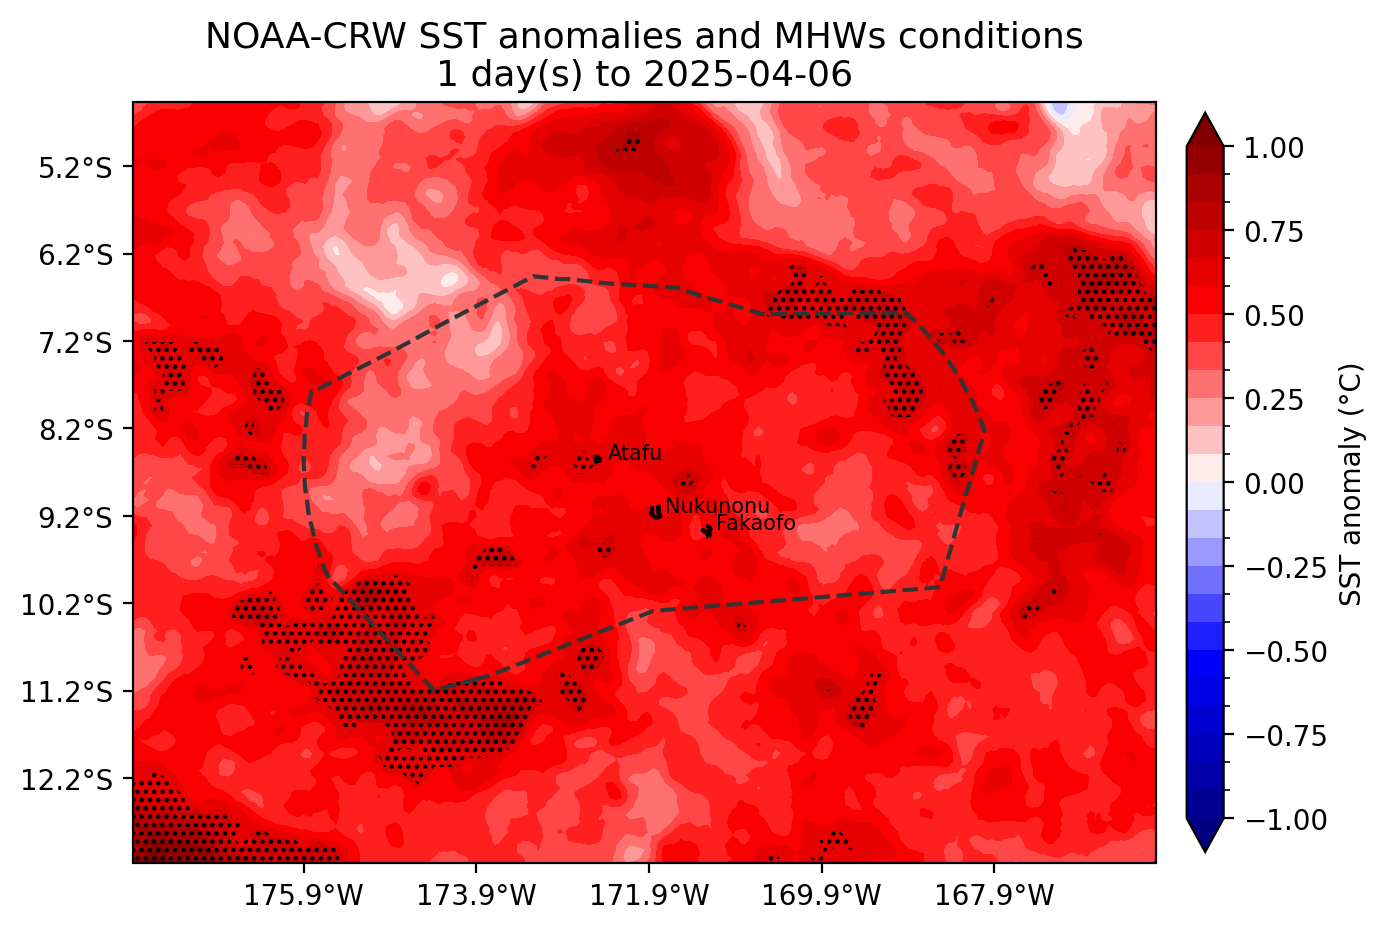 NOAA-CRW SST anomalies and MHWs conditions
1 day(s) to 2025-04-06
5.2°S
6.2°S
7.2°S
8.2°S
9.2°S
10.2°S
11.2°S
12.2°S
Atafu
Nukunonu
Fakaofo
175.9°W
173.9°W
171.9°W
169.9°W
167.9°W
1.00
0.75
0.50
0.25
0.00
−0.25
−0.50
−0.75
−1.00
SST anomaly (°C)